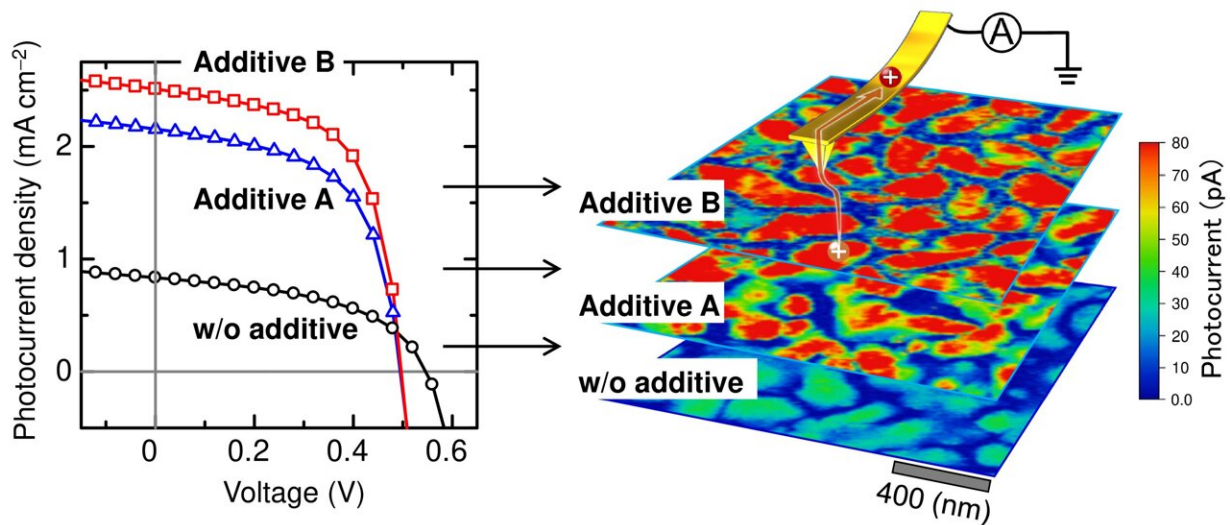 Photocurrent density (mA cm⁻²)
2
1
0
0
0.2
0.4
0.6
Voltage (V)
Additive B
Additive A
w/o additive
A
+
+
Additive B
Additive A
w/o additive
400 (nm)
80
70
60
50
40
30
20
10
0.0
Photocurrent (pA)